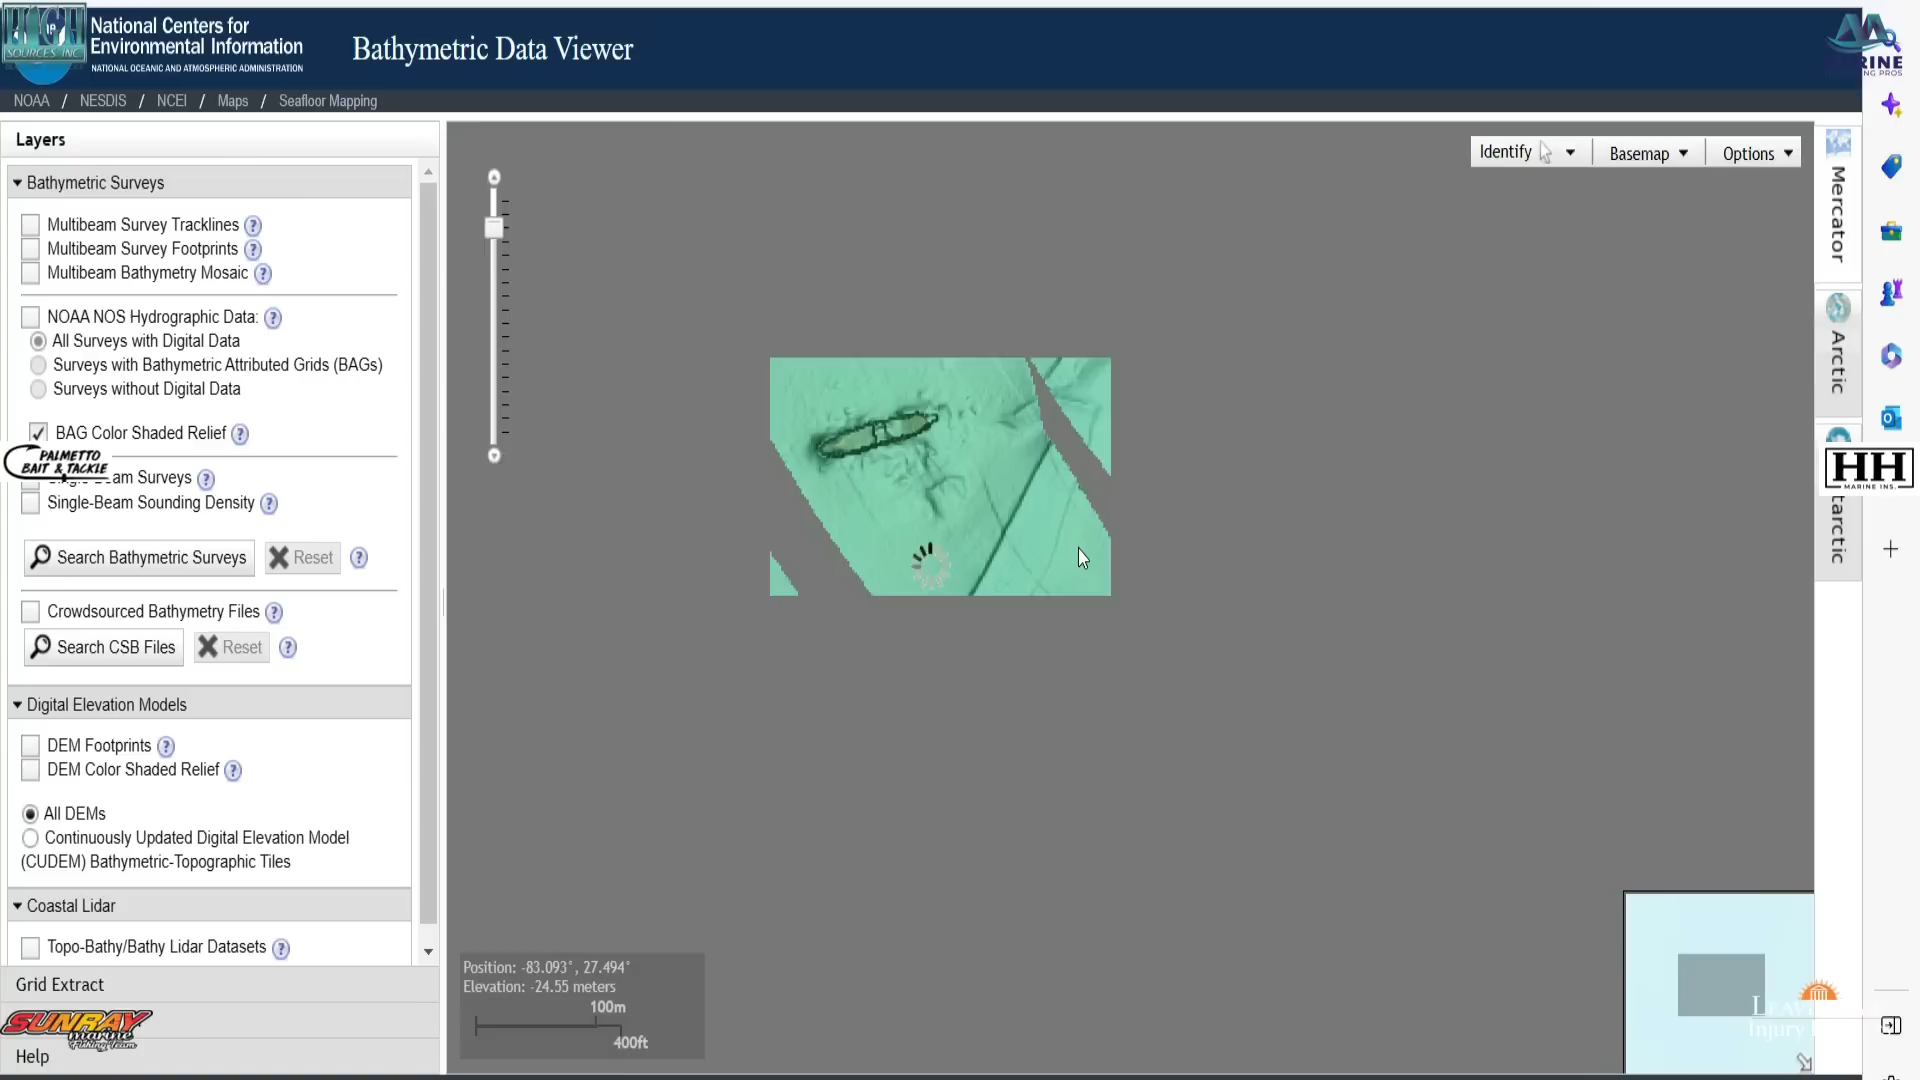 National Centers for
Environmental Information
NATIONAL OCEANIC AND ATMOSPHERIC ADMINISTRATION
Bathymetric Data Viewer
NOAA / NESDIS / NCEI / Maps / Seafloor Mapping
Layers
Bathymetric Surveys
Multibeam Survey Tracklines
Multibeam Survey Footprints
Multibeam Bathymetry Mosaic
NOAA NOS Hydrographic Data:
All Surveys with Digital Data
Surveys with Bathymetric Attributed Grids (BAGs)
Surveys without Digital Data
BAG Color Shaded Relief
PALMETTO
BAIT & TACKLE
Surveys
Single-Beam Sounding Density
Search Bathymetric Surveys
Reset
Crowdsourced Bathymetry Files
Search CSB Files
Reset
Digital Elevation Models
DEM Footprints
DEM Color Shaded Relief
All DEMs
Continuously Updated Digital Elevation Model
(CUDEM) Bathymetric-Topographic Tiles
Coastal Lidar
Topo-Bathy/Bathy Lidar Datasets
Grid Extract
SUNRAY
marine
Fishing Team
Help
Identify
Basemap
Options
Mercator
Arctic
HH
MARINE INS.
Position: -83.093°, 27.494°
Elevation: -24.55 meters
100m
400ft
Injury